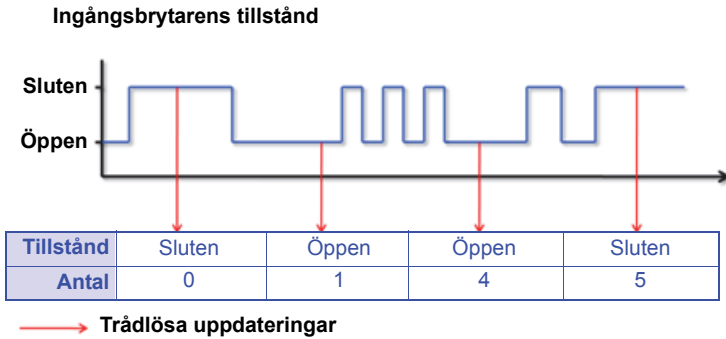 Ingångsbrytarens tillstånd
Sluten
Öppen
Tillstånd Sluten Öppen Öppen Sluten
Antal 0 1 4 5
Trådlösa uppdateringar